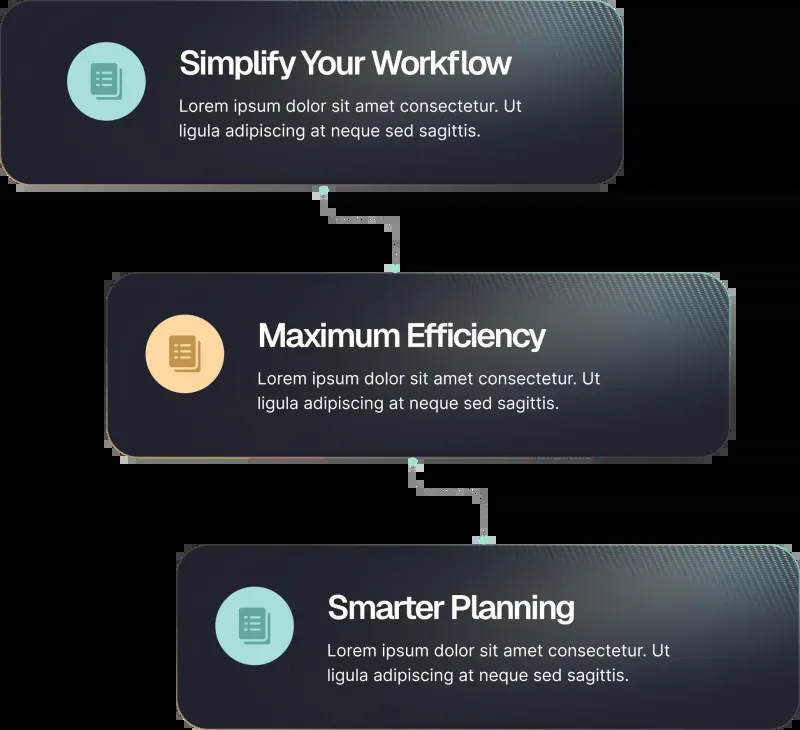 Simplify Your Workflow
Lorem ipsum dolor sit amet consectetur. Ut
ligula adipiscing at neque sed sagittis.
Maximum Efficiency
Lorem ipsum dolor sit amet consectetur. Ut
ligula adipiscing at neque sed sagittis.
Smarter Planning
Lorem ipsum dolor sit amet consectetur. Ut
ligula adipiscing at neque sed sagittis.